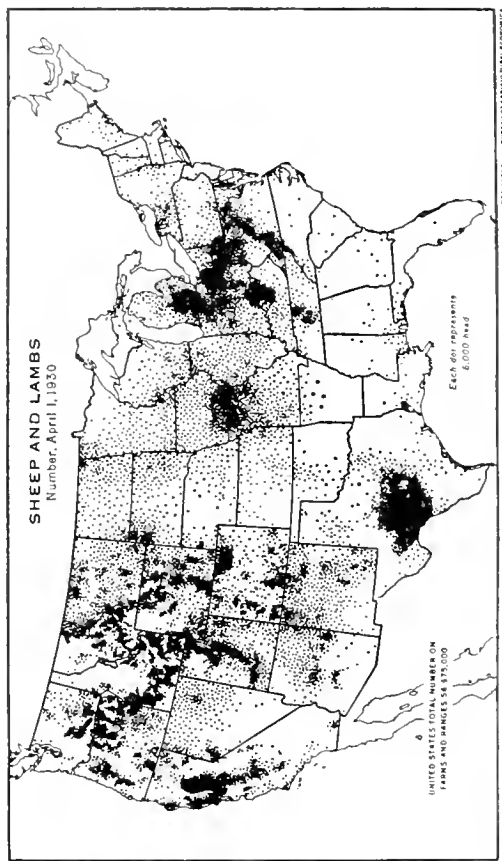 SHEEP AND LAMBS
Number, April 1, 1930
Each dot represents
6,000 head
UNITED STATES TOTAL NUMBER ON
FARMS AND RANGES 56 975,000